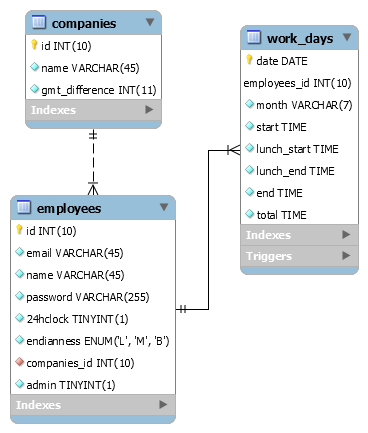 companies
id INT(10)
name VARCHAR(45)
gmt_difference INT(11)
Indexes
work_days
date DATE
employees_id INT(10)
month VARCHAR(7)
start TIME
lunch_start TIME
lunch_end TIME
end TIME
total TIME
Indexes
Triggers
employees
id INT(10)
email VARCHAR(45)
name VARCHAR(45)
password VARCHAR(255)
24hclock TINYINT(1)
endianness ENUM('L', 'M', 'B')
companies_id INT(10)
admin TINYINT(1)
Indexes